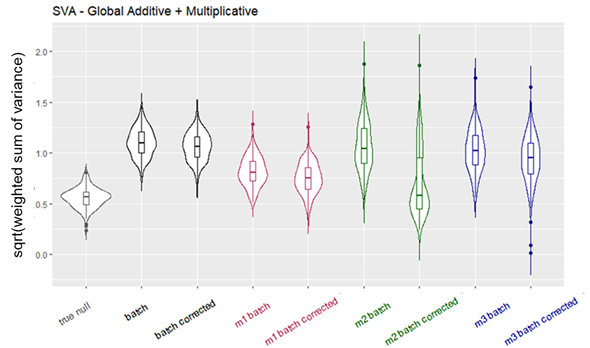 SVA - Global Additive + Multiplicative
sqrt(weighted sum of variance)
2.0
1.5
1.0
0.5
0.0
true null
batch
batch corrected
m1 batch
m1 batch corrected
m2 batch
m2 batch corrected
m3 batch
m3 batch corrected